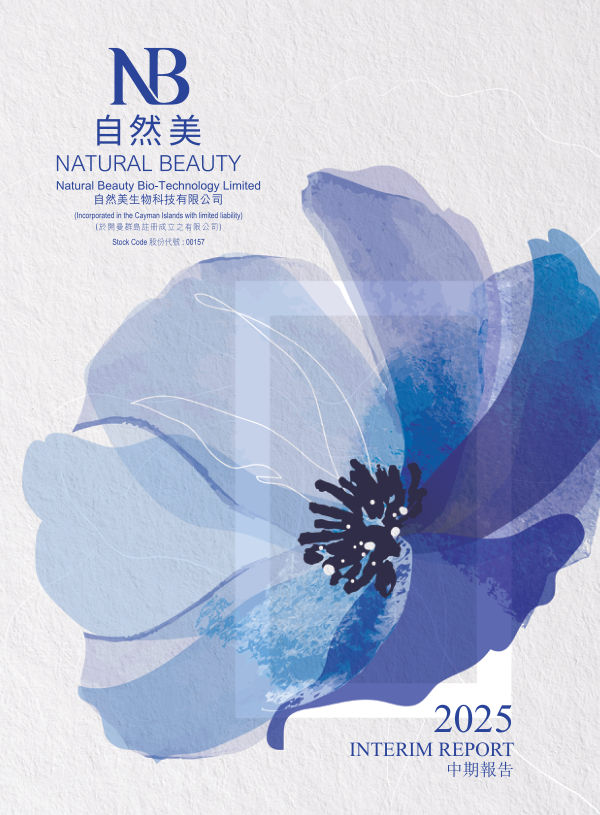 NB
自然美
NATURAL BEAUTY
Natural Beauty Bio-Technology Limited
自然美生物科技有限公司
(Incorporated in the Cayman Islands with limited liability)
(於開曼群島註冊成立之有限公司)
Stock Code 股份代號 : 00157
2025
INTERIM REPORT
中期報告